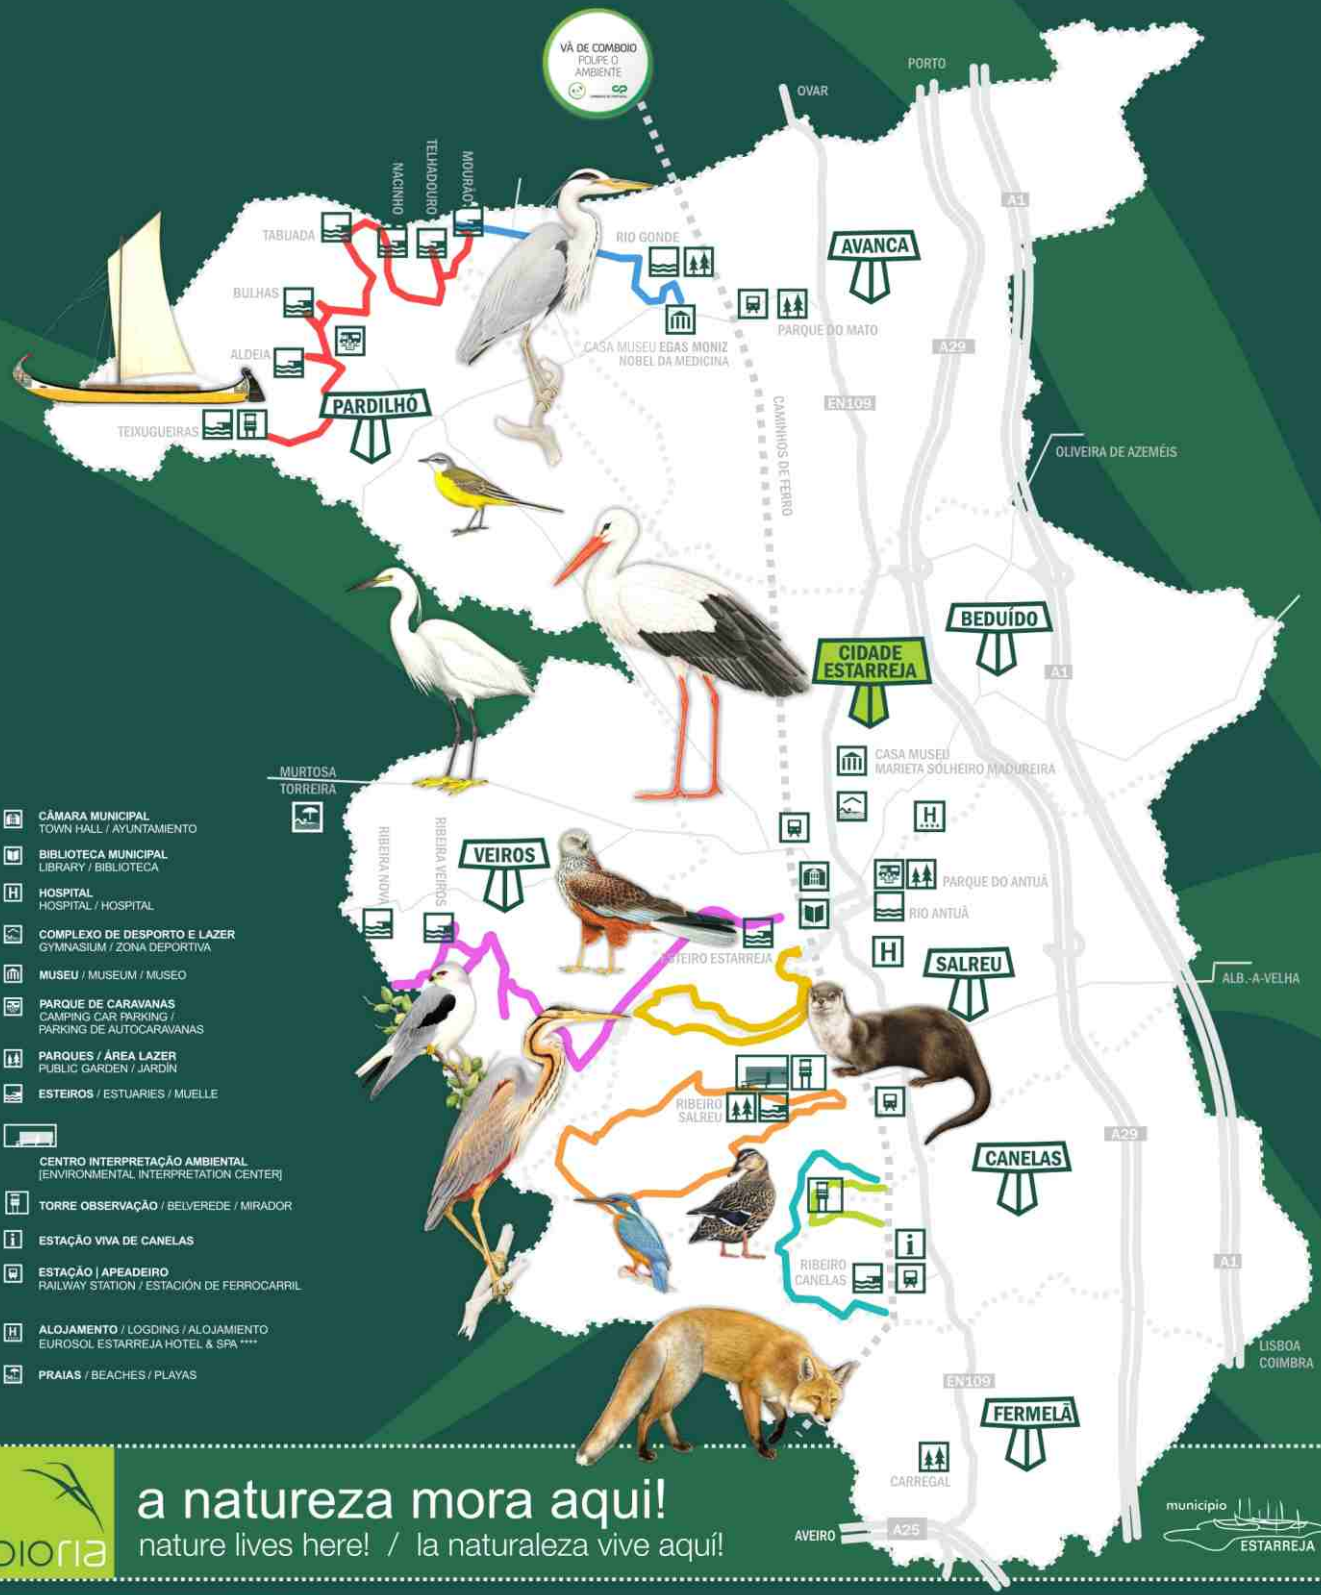 VÁ DE COMBOIO
POUPE O
AMBIENTE
OVAR
PORTO
NACINHO
TELHADOURO
MOURÃO
TABUADA
BULHAS
ALDEIA
TEIXUGUEIRAS
PARDILHÓ
RIO GONDE
AVANCA
A1
PARQUE DO MATO
CASA MUSEU EGAS MONIZ
NOBEL DA MEDICINA
A29
EN109
CAMINHOS DE FERRO
OLIVEIRA DE AZEMÉIS
BEDUÍDO
CIDADE
ESTARREJA
A1
CASA MUSEU
MARIETA SOLHEIRO MADUREIRA
H
MURTOSA
TORREIRA
RIBEIRA NOVA
RIBEIRA VEIROS
VEIROS
PARQUE DO ANTUÃ
RIO ANTUÃ
H
ESTEIRO ESTARREJA
SALREU
ALB.-A-VELHA
RIBEIRO
SALREU
A29
CANELAS
RIBEIRO
CANELAS
i
A1
LISBOA
COIMBRA
EN109
FERMELÃ
CARREGAL
AVEIRO
A25
CÂMARA MUNICIPAL
TOWN HALL / AYUNTAMIENTO
BIBLIOTECA MUNICIPAL
LIBRARY / BIBLIOTECA
H HOSPITAL
HOSPITAL / HOSPITAL
COMPLEXO DE DESPORTO E LAZER
GYMNASIUM / ZONA DEPORTIVA
MUSEU / MUSEUM / MUSEO
PARQUE DE CARAVANAS
CAMPING CAR PARKING /
PARKING DE AUTOCARAVANAS
PARQUES / ÁREA LAZER
PUBLIC GARDEN / JARDÍN
ESTEIROS / ESTUARIES / MUELLE
CENTRO INTERPRETAÇÃO AMBIENTAL
[ENVIRONMENTAL INTERPRETATION CENTER]
TORRE OBSERVAÇÃO / BELVEREDE / MIRADOR
i ESTAÇÃO VIVA DE CANELAS
ESTAÇÃO | APEADEIRO
RAILWAY STATION / ESTACIÓN DE FERROCARRIL
H ALOJAMENTO / LOGDING / ALOJAMIENTO
EUROSOL ESTARREJA HOTEL & SPA ****
PRAIAS / BEACHES / PLAYAS
bioria
a natureza mora aqui!
nature lives here! / la naturaleza vive aquí!
município
ESTARREJA